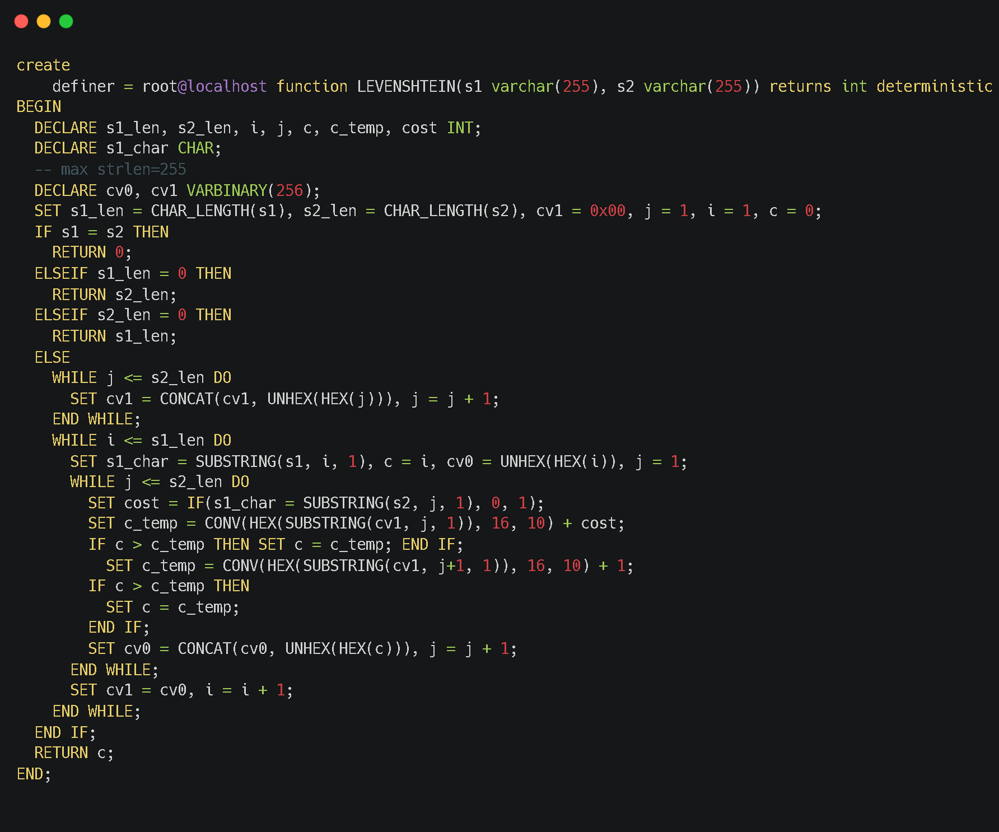 create
    definer = root@localhost function LEVENSHTEIN(s1 varchar(255), s2 varchar(255)) returns int deterministic
BEGIN
  DECLARE s1_len, s2_len, i, j, c, c_temp, cost INT;
  DECLARE s1_char CHAR;
  -- max strlen=255
  DECLARE cv0, cv1 VARBINARY(256);
  SET s1_len = CHAR_LENGTH(s1), s2_len = CHAR_LENGTH(s2), cv1 = 0x00, j = 1, i = 1, c = 0;
  IF s1 = s2 THEN
    RETURN 0;
  ELSEIF s1_len = 0 THEN
    RETURN s2_len;
  ELSEIF s2_len = 0 THEN
    RETURN s1_len;
  ELSE
    WHILE j <= s2_len DO
      SET cv1 = CONCAT(cv1, UNHEX(HEX(j))), j = j + 1;
    END WHILE;
    WHILE i <= s1_len DO
      SET s1_char = SUBSTRING(s1, i, 1), c = i, cv0 = UNHEX(HEX(i)), j = 1;
      WHILE j <= s2_len DO
        SET cost = IF(s1_char = SUBSTRING(s2, j, 1), 0, 1);
        SET c_temp = CONV(HEX(SUBSTRING(cv1, j, 1)), 16, 10) + cost;
        IF c > c_temp THEN SET c = c_temp; END IF;
          SET c_temp = CONV(HEX(SUBSTRING(cv1, j+1, 1)), 16, 10) + 1;
        IF c > c_temp THEN
          SET c = c_temp;
        END IF;
        SET cv0 = CONCAT(cv0, UNHEX(HEX(c))), j = j + 1;
      END WHILE;
      SET cv1 = cv0, i = i + 1;
    END WHILE;
  END IF;
  RETURN c;
END;